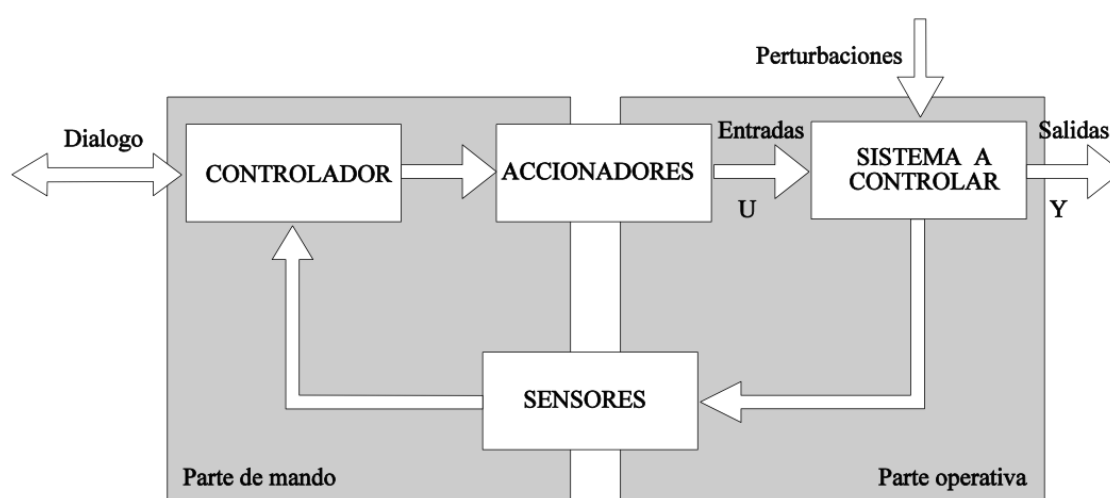 Perturbaciones
Dialogo
CONTROLADOR
ACCIONADORES
Entradas
U
SISTEMA A
CONTROLAR
Salidas
Y
SENSORES
Parte de mando
Parte operativa